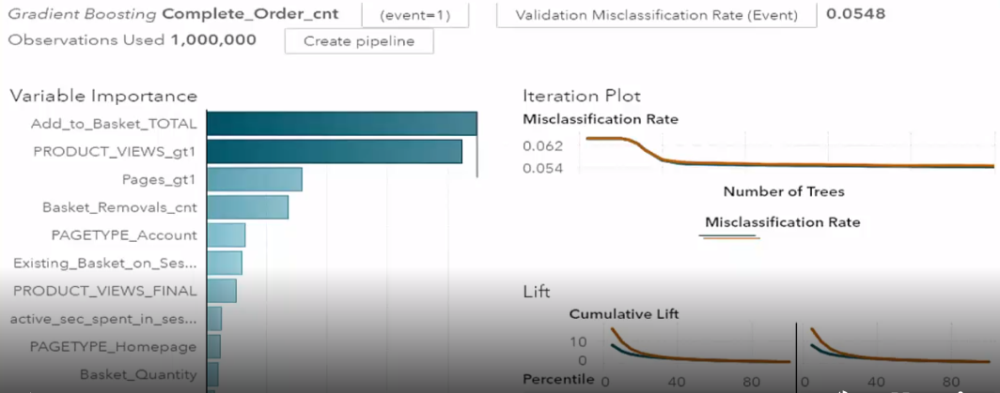 Gradient Boosting Complete_Order_cnt (event=1) Validation Misclassification Rate (Event) 0.0548
Observations Used 1,000,000 Create pipeline
Variable Importance
Add_to_Basket_TOTAL
PRODUCT_VIEWS_gt1
Pages_gt1
Basket_Removals_cnt
PAGETYPE_Account
Existing_Basket_on_Ses...
PRODUCT_VIEWS_FINAL
active_sec_spent_in_ses...
PAGETYPE_Homepage
Basket_Quantity
Iteration Plot
Misclassification Rate
0.062
0.054
Number of Trees
Misclassification Rate
Lift
Cumulative Lift
10
0
Percentile 0 40 80 0 40 80